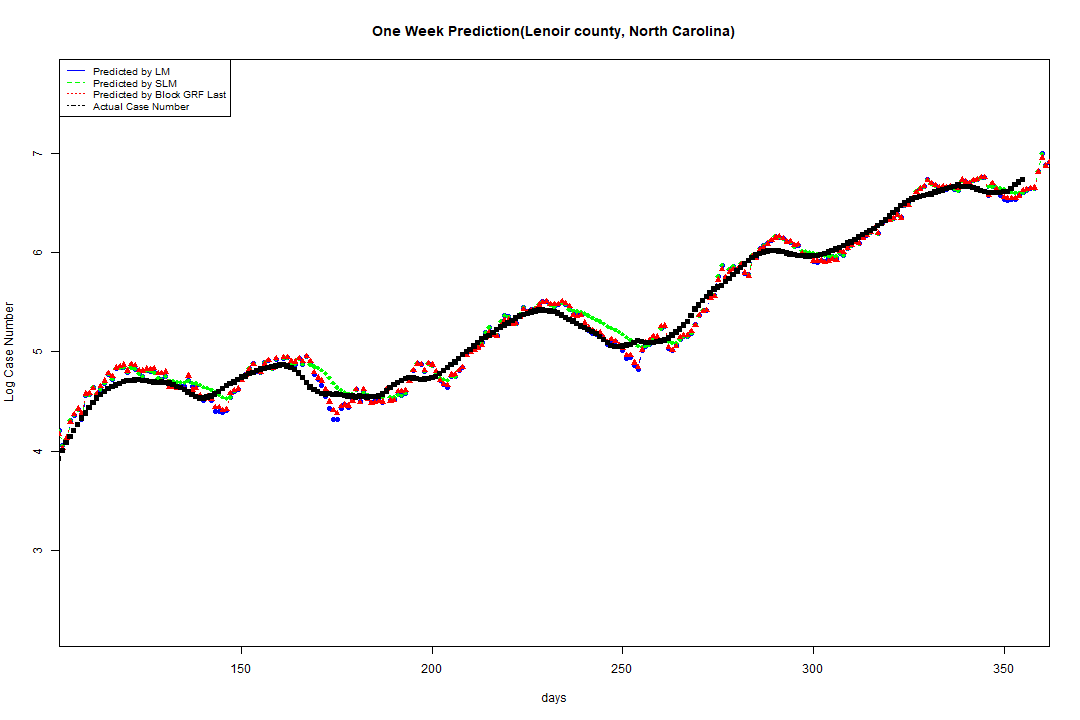 One Week Prediction(Lenoir county, North Carolina)
Predicted by LM
Predicted by SLM
Predicted by Block GRF Last
Actual Case Number
7
6
5
4
3
Log Case Number
150 200 250 300 350
days